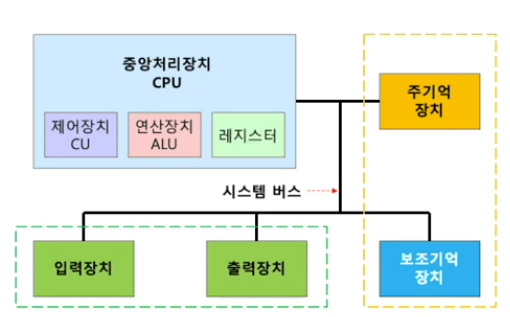 중앙처리장치
CPU
제어장치
CU
연산장치
ALU
레지스터
주기억
장치
시스템 버스
입력장치
출력장치
보조기억
장치